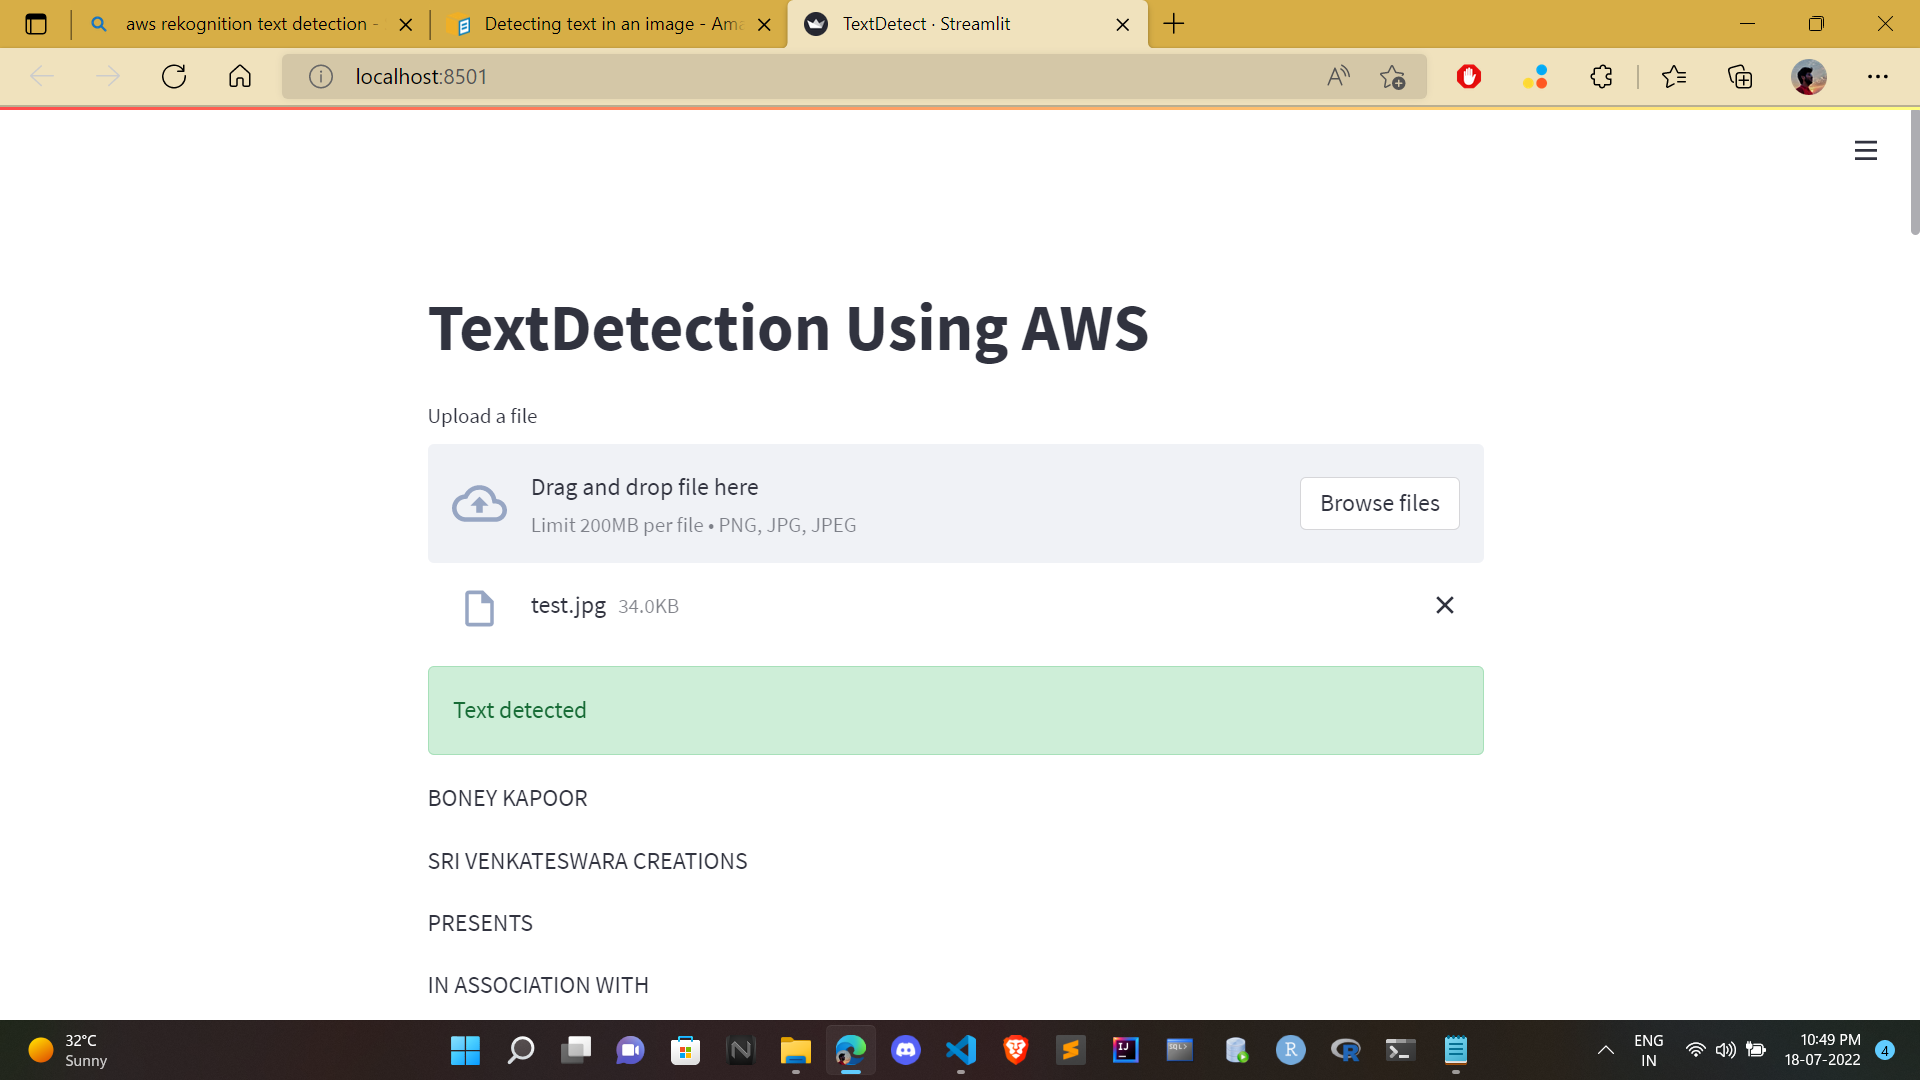 aws rekognition text detection -
Detecting text in an image - Ama
TextDetect · Streamlit
localhost:8501
TextDetection Using AWS
Upload a file
Drag and drop file here
Limit 200MB per file • PNG, JPG, JPEG
Browse files
test.jpg 34.0KB
Text detected
BONEY KAPOOR
SRI VENKATESWARA CREATIONS
PRESENTS
IN ASSOCIATION WITH
32°C
Sunny
ENG
IN
10:49 PM
18-07-2022
4